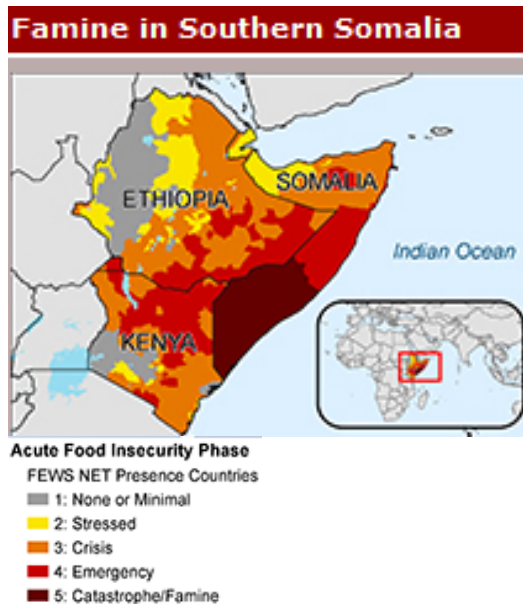 Famine in Southern Somalia
ETHIOPIA
SOMALIA
Indian Ocean
KENYA
Acute Food Insecurity Phase
FEWS NET Presence Countries
1: None or Minimal
2: Stressed
3: Crisis
4: Emergency
5: Catastrophe/Famine